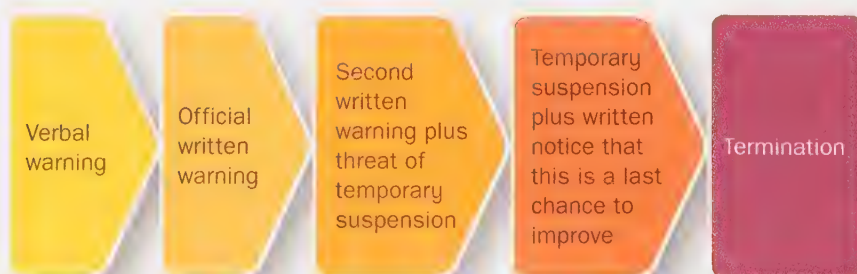 Verbal
warning
Official
written
warning
Second
written
warning plus
threat of
temporary
suspension
Temporary
suspension
plus written
notice that
this is a last
chance to
improve
Termination